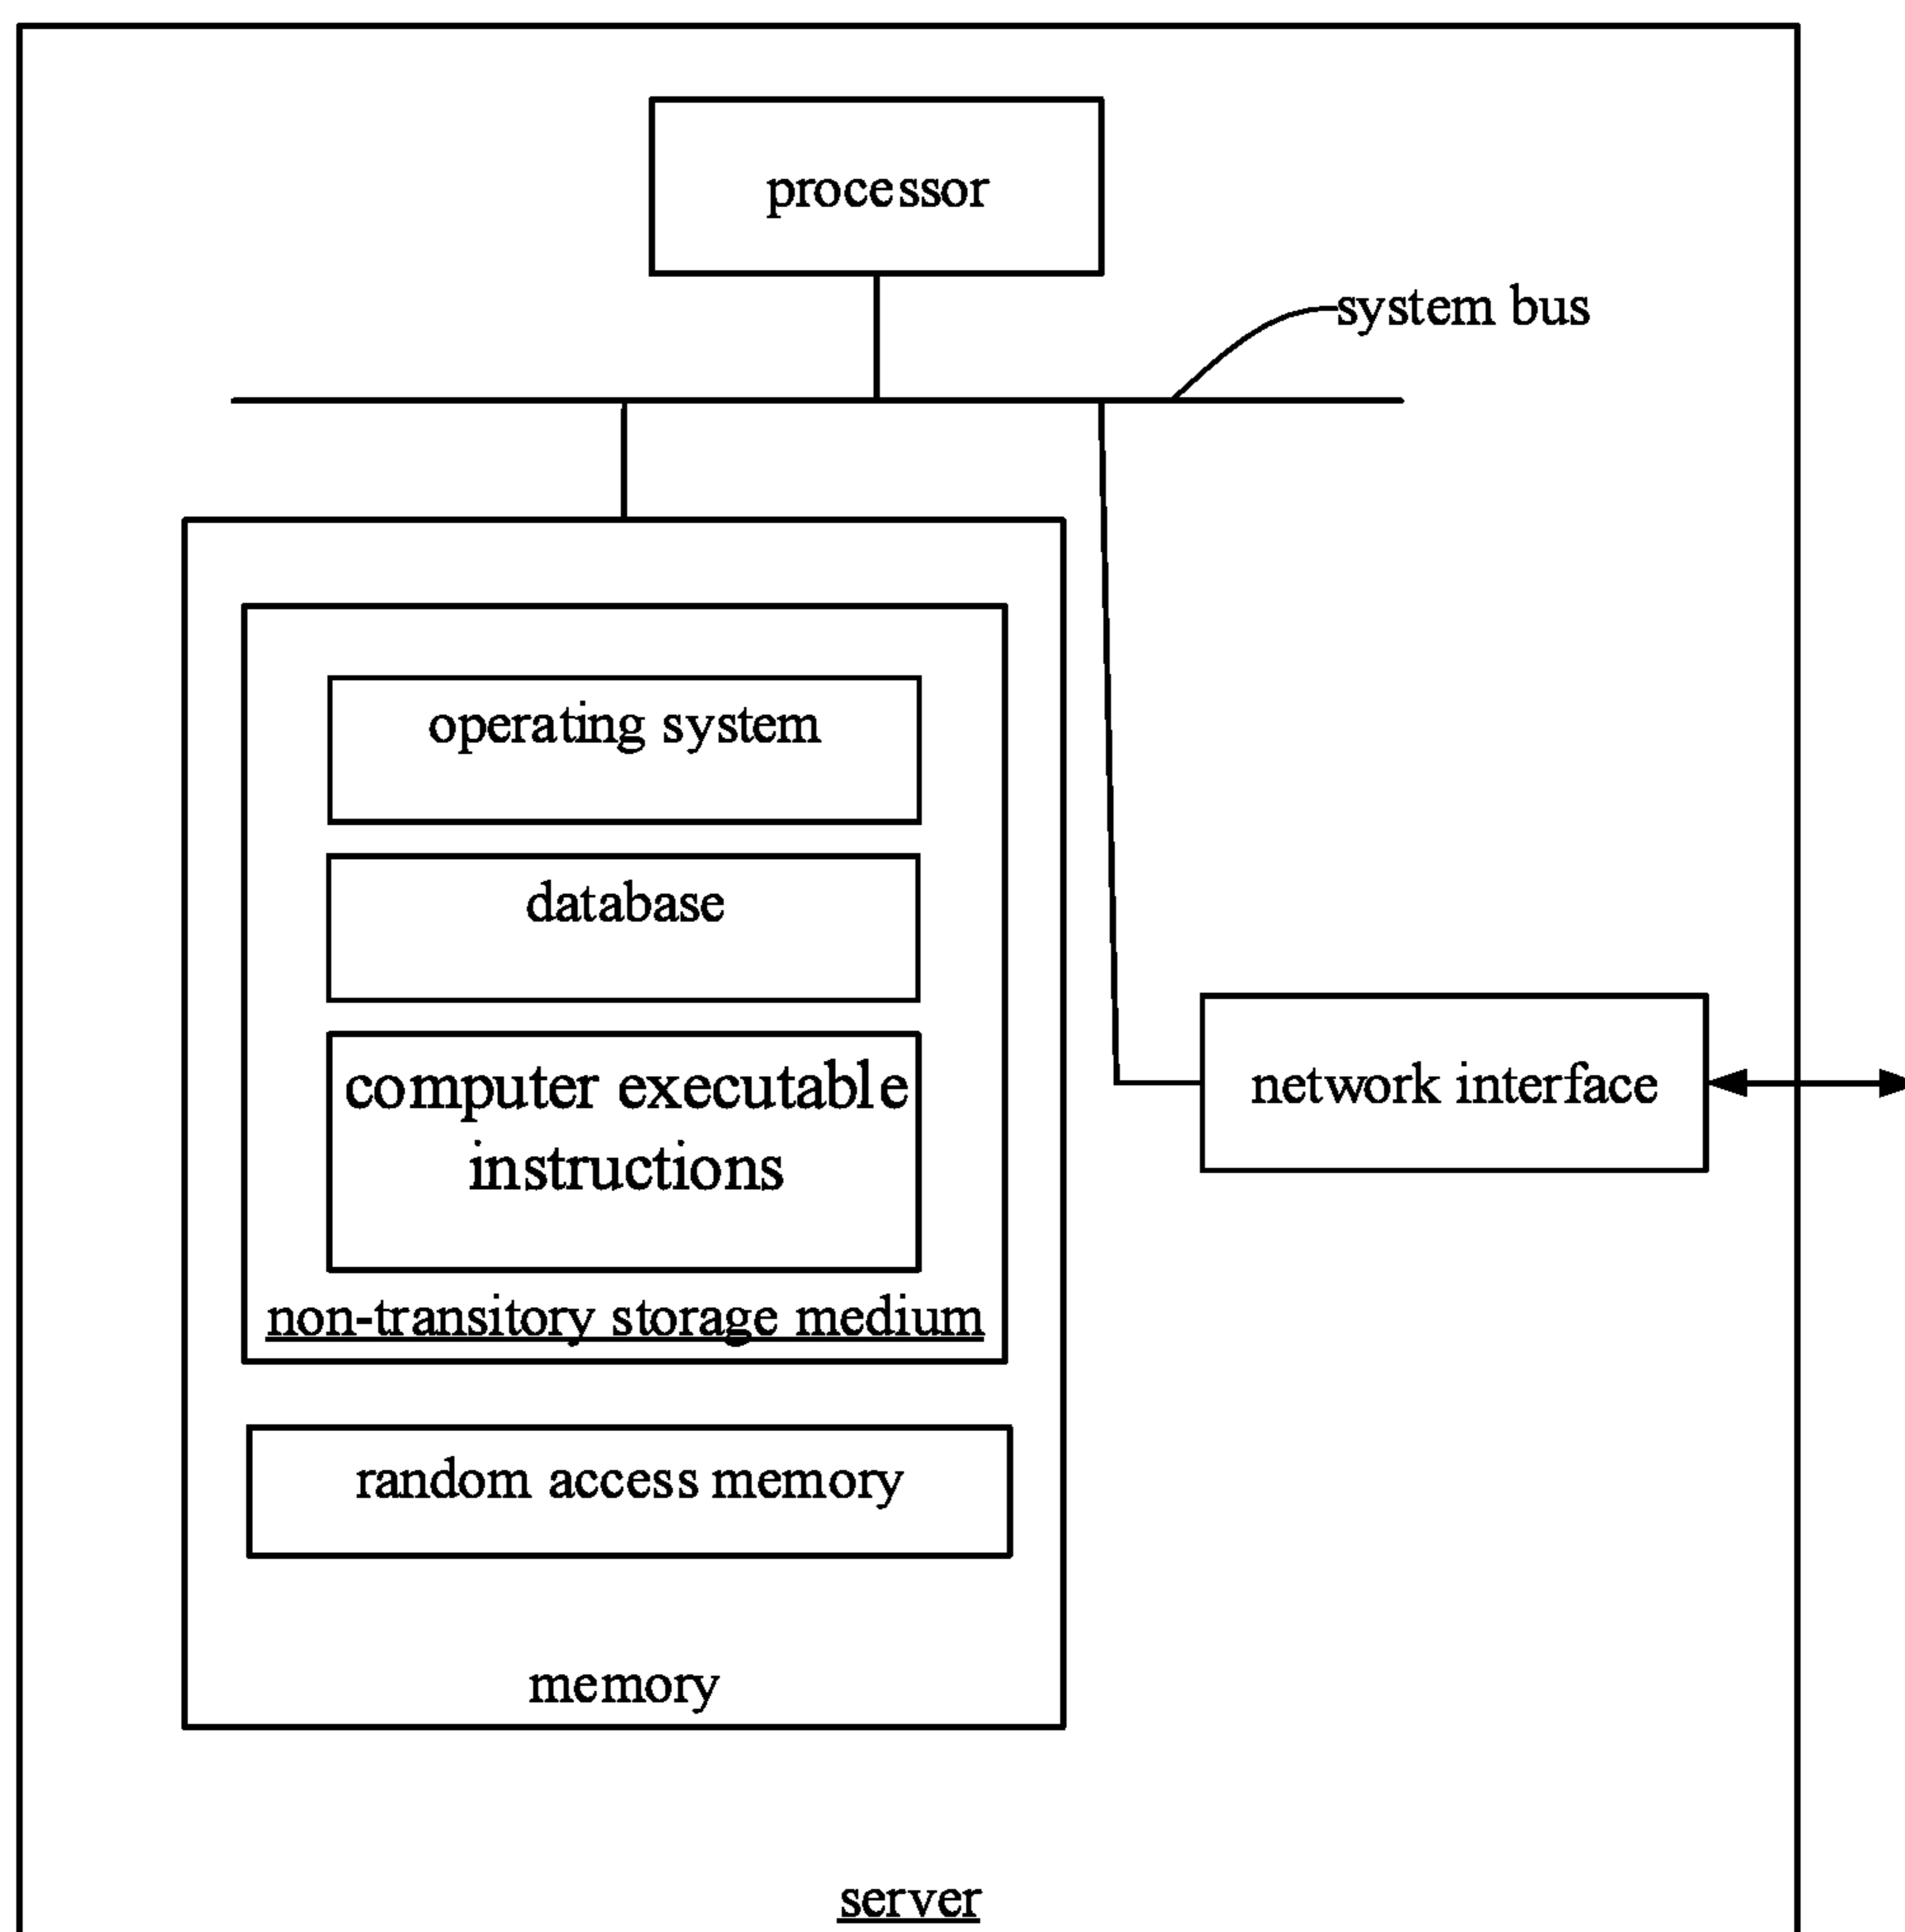 processor
system bus
operating system
database
computer executable
instructions
non-transitory storage medium
network interface
random access memory
memory
server